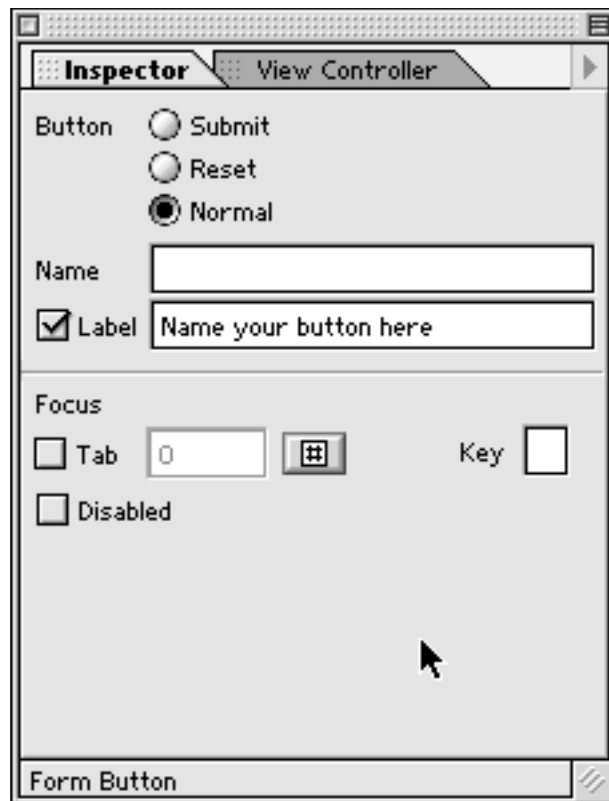 Inspector View Controller
Button Submit
Reset
Normal
Name
Label Name your button here
Focus
Tab 0 Key
Disabled
Form Button